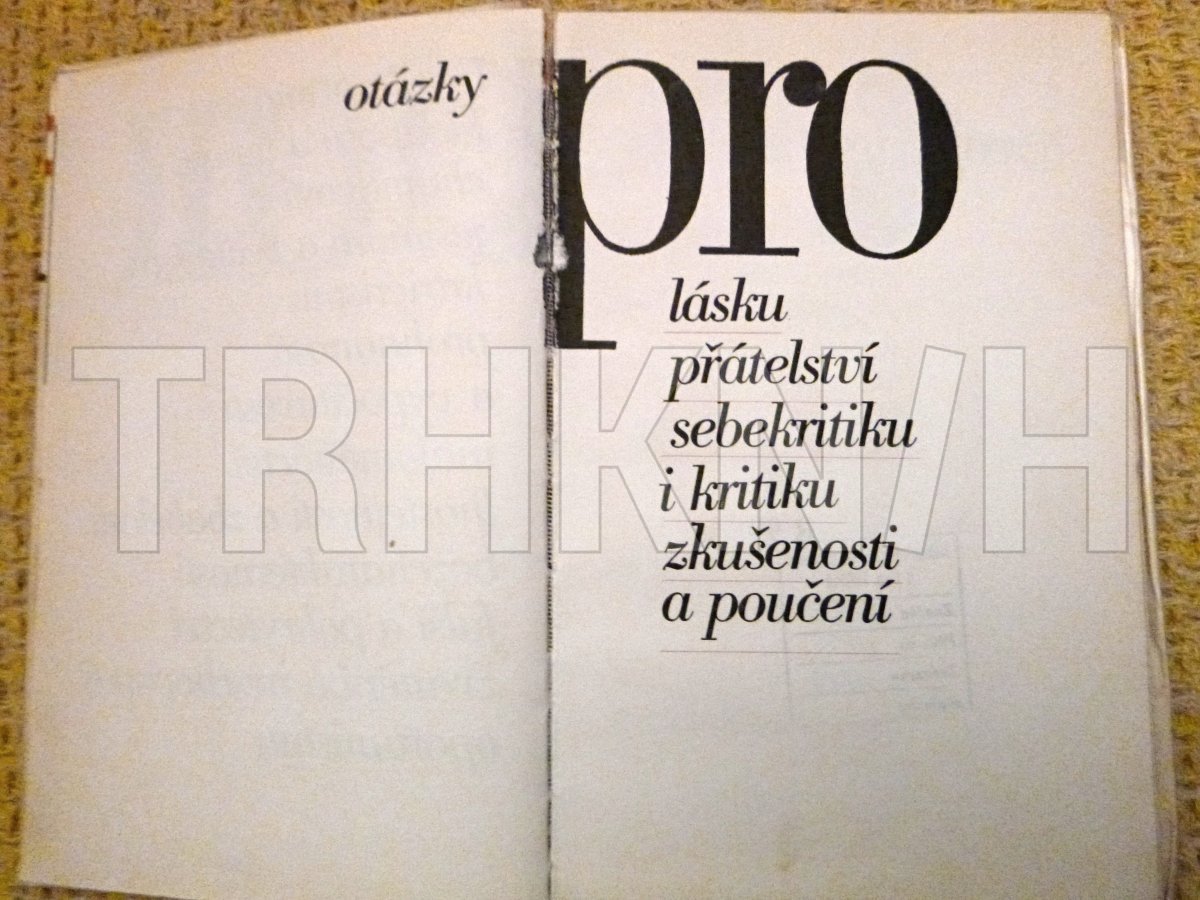 otázky
pro
lásku
přátelství
sebekritiku
i kritiku
zkušenosti
a poučení
TRHKNIH